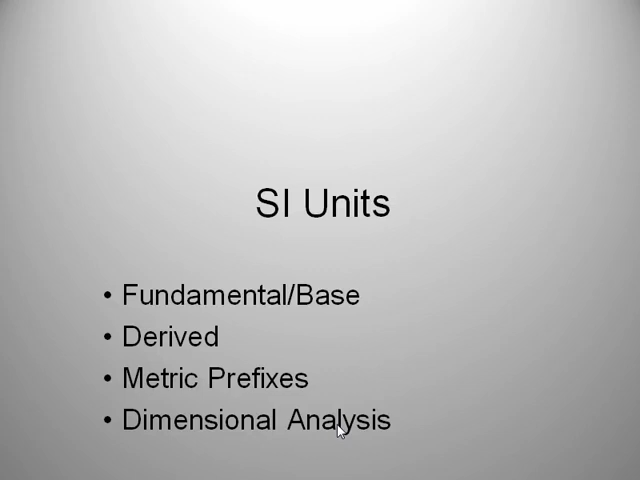 SI Units
• Fundamental/Base
• Derived
• Metric Prefixes
• Dimensional Analysis